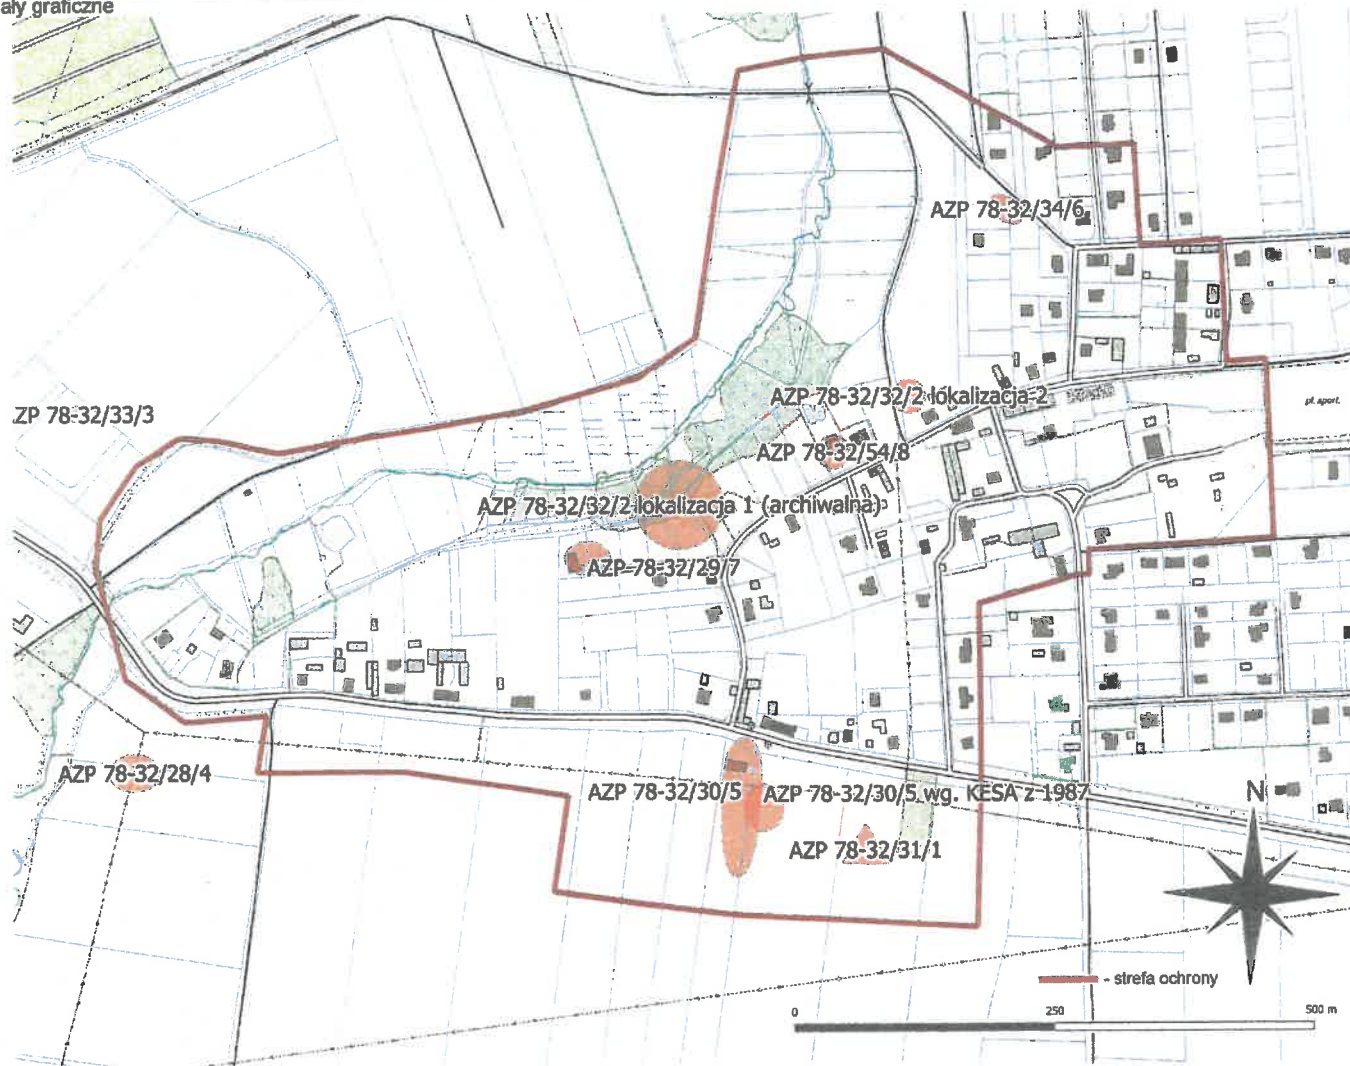 ały graficzne
AZP 78-32/34/6
AZP 78-32/32/2 lokalizacja 2
.ZP 78-32/33/3
pl. sport.
AZP 78-32/54/8
AZP 78-32/32/2 lokalizacja 1 (archiwalna)
AZP 78-32/29/7
AZP 78-32/28/4
AZP 78-32/30/5
AZP 78-32/30/5 wg. KESA z 1987
N
AZP 78-32/31/1
- strefa ochrony
0
250
500 m